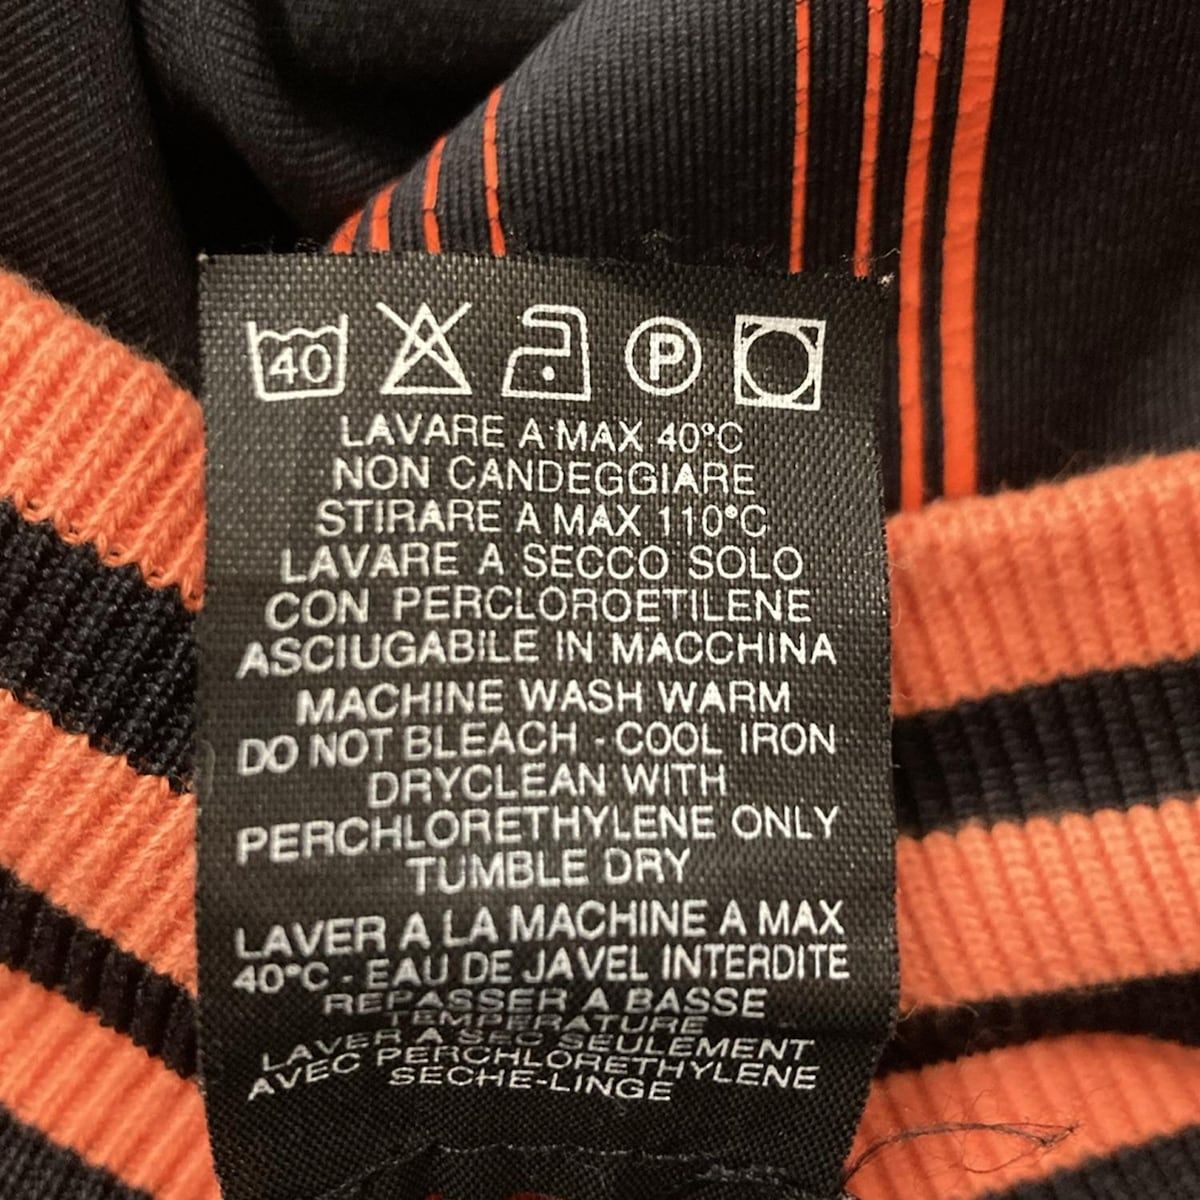 40 P
LAVARE A MAX 40°C
NON CANDEGGIARE
STIRARE A MAX 110°C
LAVARE A SECCO SOLO
CON PERCLOROETILENE
ASCIUGABILE IN MACCHINA
MACHINE WASH WARM
DO NOT BLEACH - COOL IRON
DRYCLEAN WITH
PERCHLORETHYLENE ONLY
TUMBLE DRY
LAVER A LA MACHINE A MAX
40°C - EAU DE JAVEL INTERDITE
REPASSER A BASSE
TEMPERATURE
LAVER A SEC SEULEMENT
AVEC PERCHLORETHYLENE
SECHE-LINGE